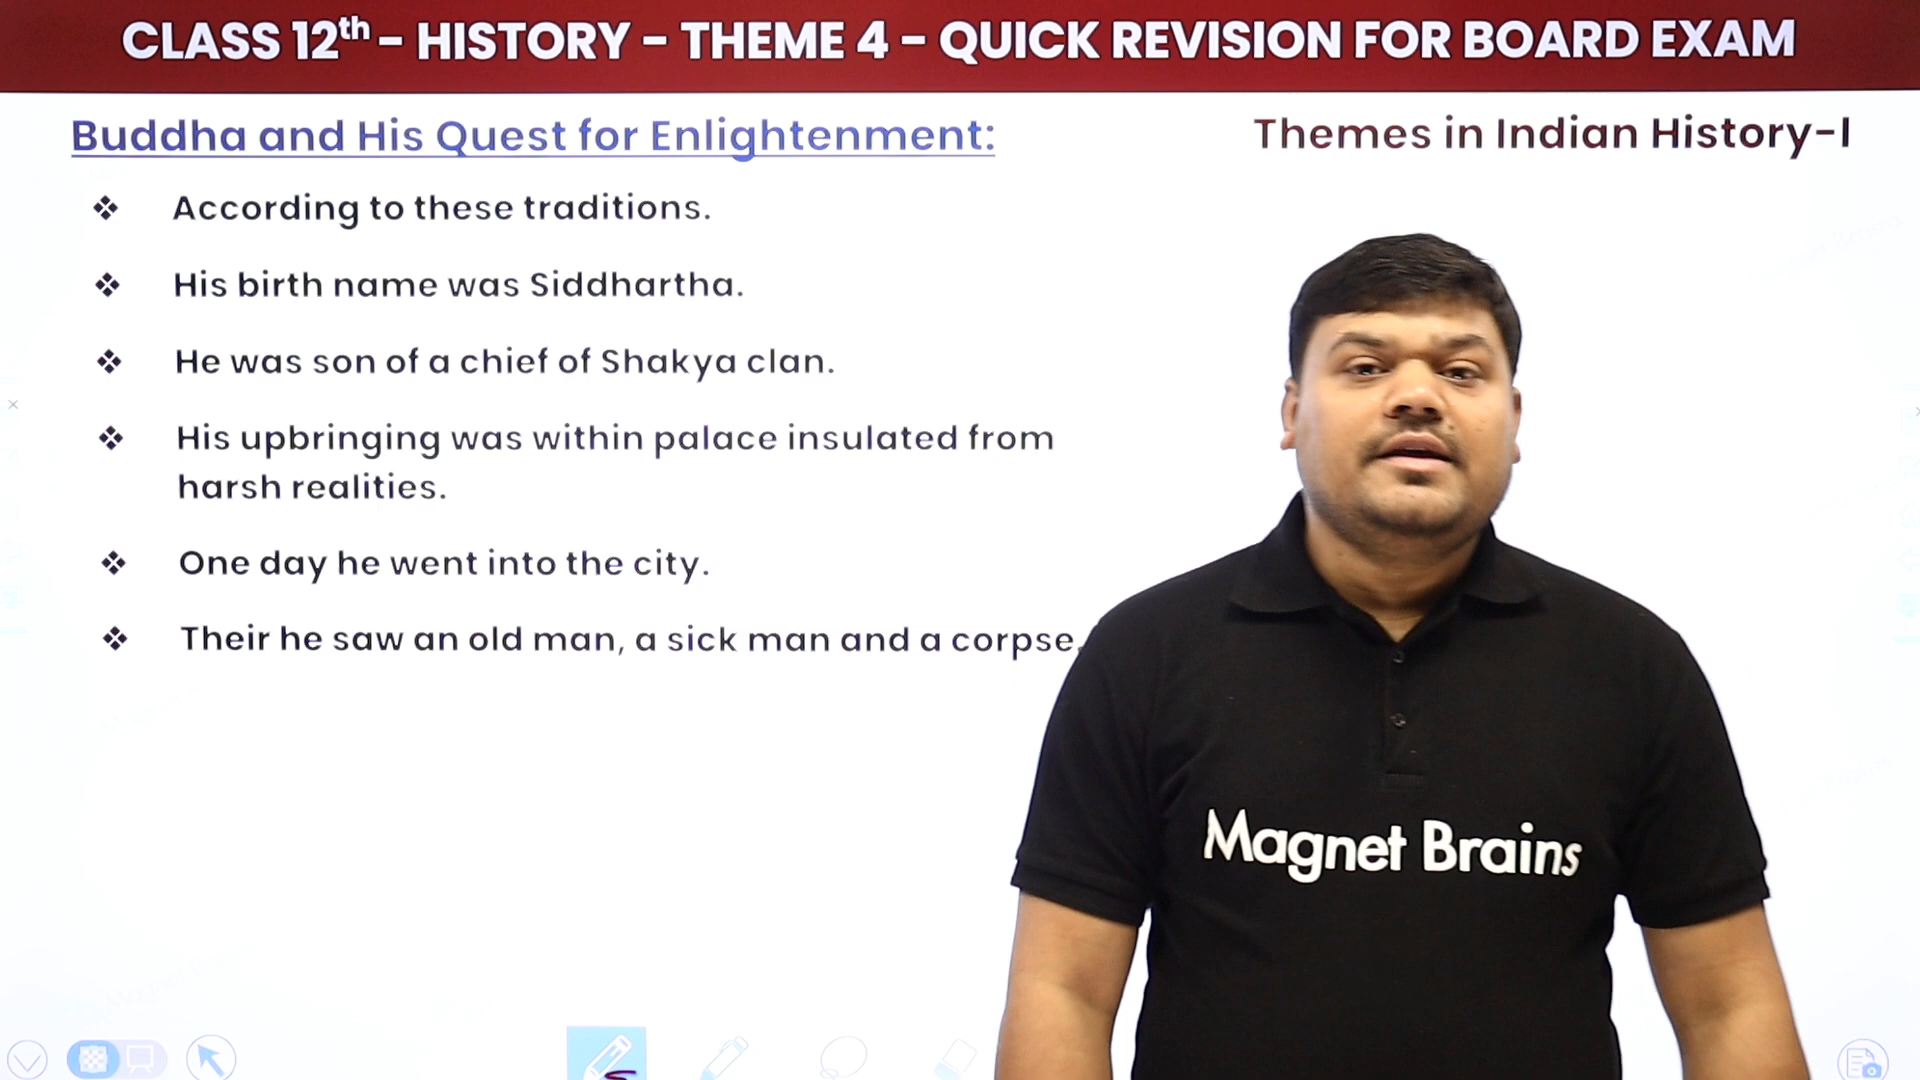 CLASS 12th - HISTORY - THEME 4 - QUICK REVISION FOR BOARD EXAM
Buddha and His Quest for Enlightenment:
Themes in Indian History-I
❖ According to these traditions.
❖ His birth name was Siddhartha.
❖ He was son of a chief of Shakya clan.
❖ His upbringing was within palace insulated from
harsh realities.
❖ One day he went into the city.
❖ Their he saw an old man, a sick man and a corpse.
Magnet Brains